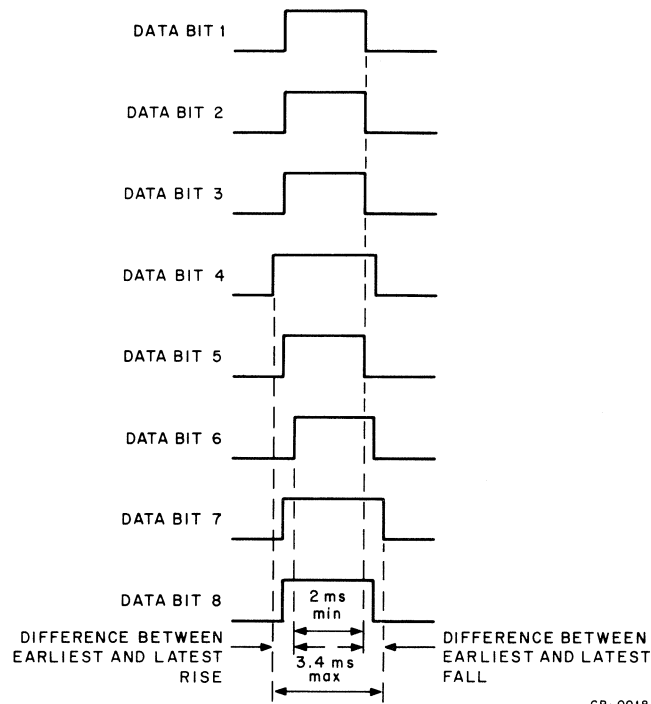 DATA BIT 1
DATA BIT 2
DATA BIT 3
DATA BIT 4
DATA BIT 5
DATA BIT 6
DATA BIT 7
DATA BIT 8
2 ms
min
DIFFERENCE BETWEEN
EARLIEST AND LATEST
RISE
3.4 ms
max
DIFFERENCE BETWEEN
EARLIEST AND LATEST
FALL